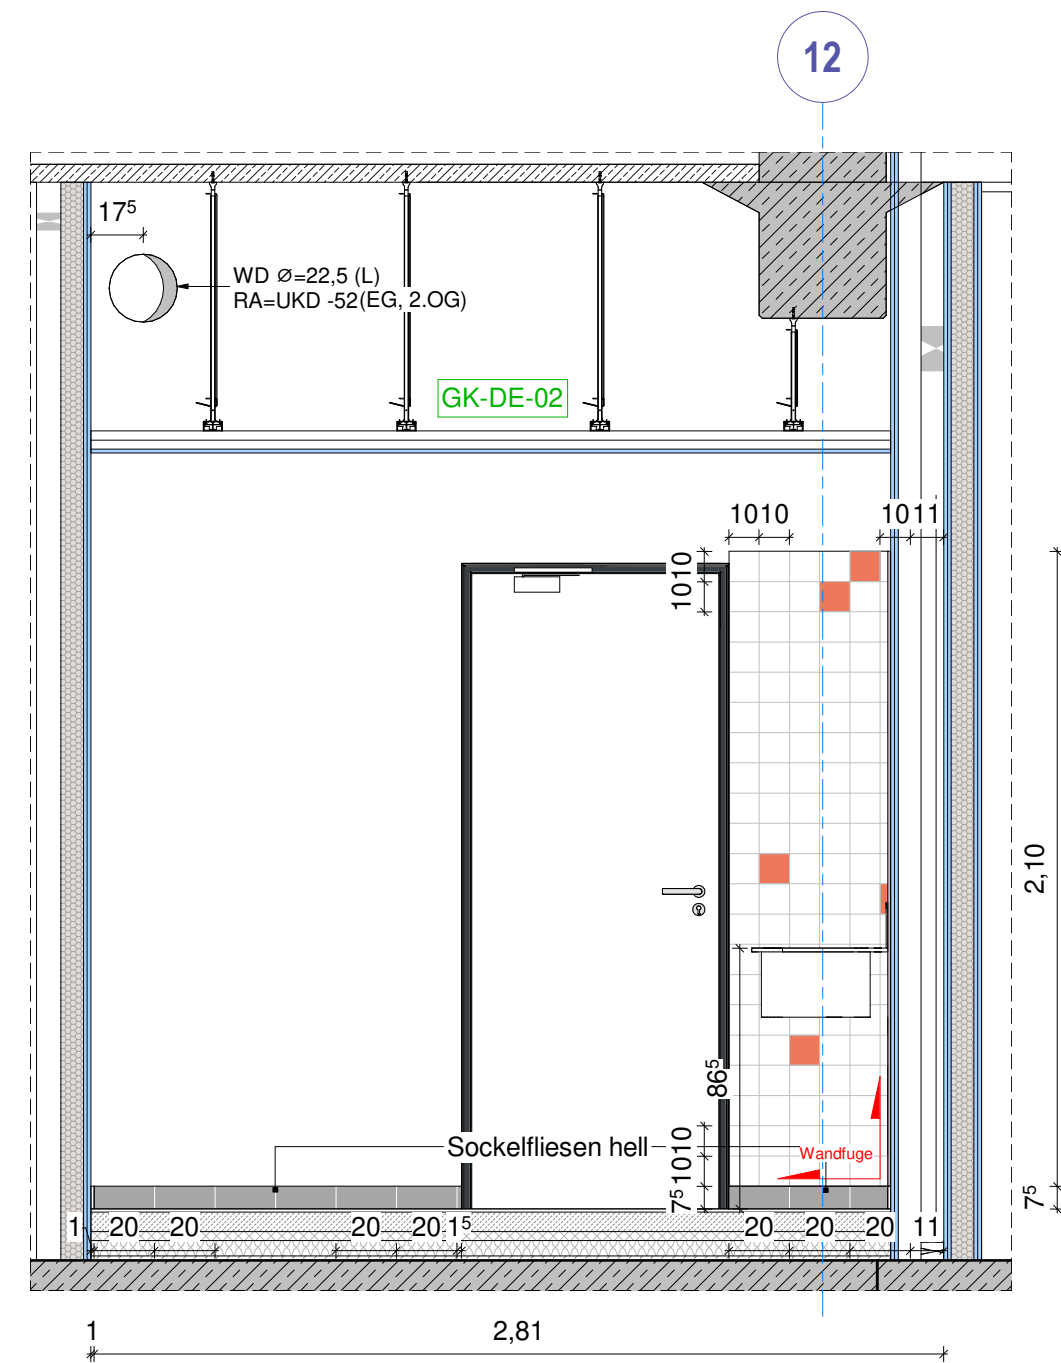 12
17⁵
WD Ø=22,5 (L)
RA=UKD -52(EG, 2.OG)
GK-DE-02
1010
1011
1010
2,10
86⁵
1010
Sockelfliesen hell
Wandfuge
7⁵
7⁵
1 20 20 20 20 1⁵ 20 20 20 11
1 2,81